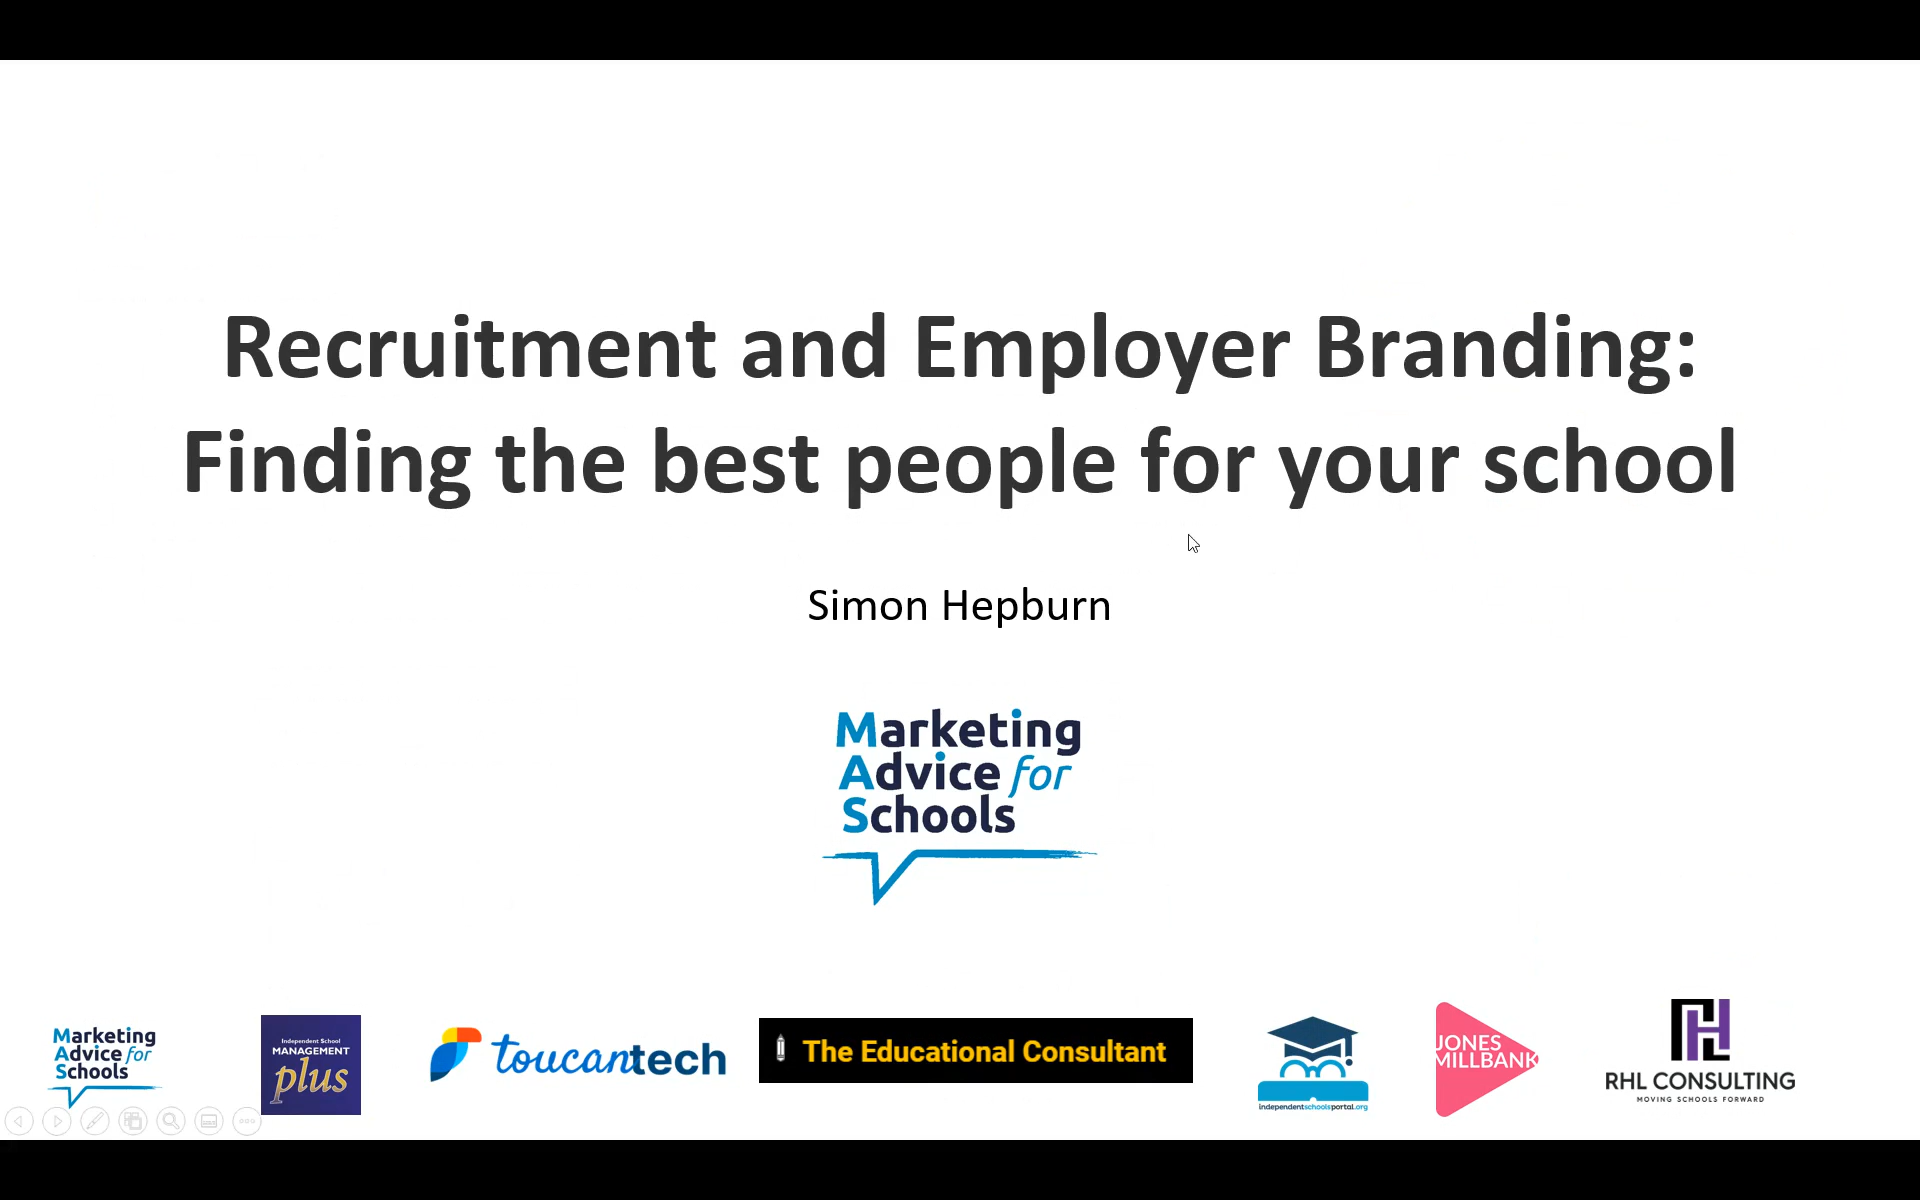 Recruitment and Employer Branding:
Finding the best people for your school
Simon Hepburn
Marketing
Advice for
Schools
Marketing
Advice for
Schools
Independent School
MANAGEMENT
plus
toucantech
The Educational Consultant
independentschoolsportal.org
JONES
MILLBANK
RHL CONSULTING
MOVING SCHOOLS FORWARD